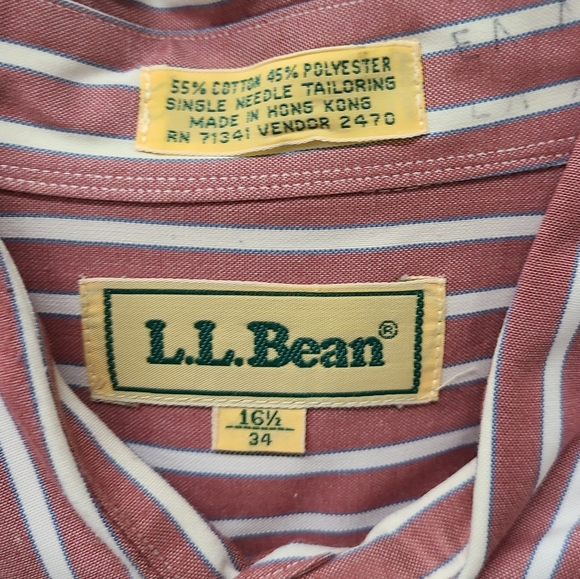 55% COTTON 45% POLYESTER
SINGLE NEEDLE TAILORING
MADE IN HONG KONG
RN 71341 VENDOR 2470
L.L.Bean®
16½
34